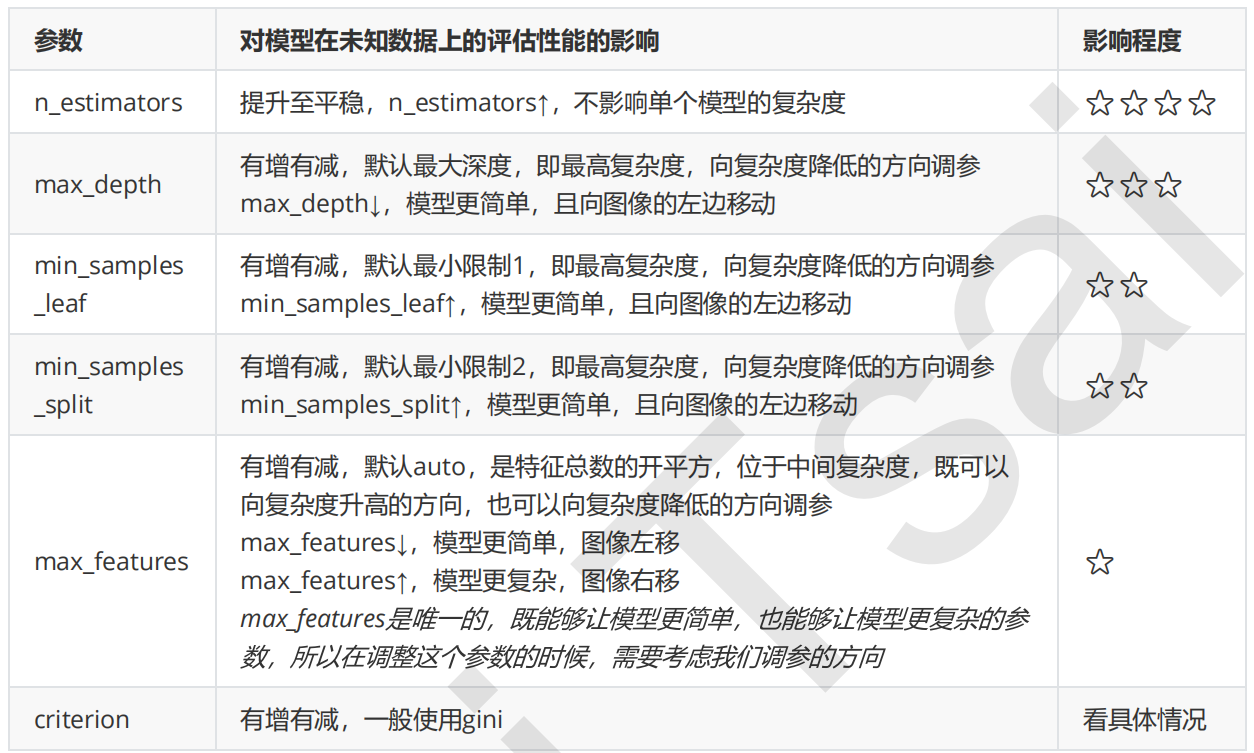 参数 对模型在未知数据上的评估性能的影响 影响程度
n_estimators 提升至平稳，n_estimators↑，不影响单个模型的复杂度 ☆☆☆☆
max_depth 有增有减，默认最大深度，即最高复杂度，向复杂度降低的方向调参
max_depth↓，模型更简单，且向图像的左边移动 ☆☆☆
min_samples
_leaf 有增有减，默认最小限制1，即最高复杂度，向复杂度降低的方向调参
min_samples_leaf↑，模型更简单，且向图像的左边移动 ☆☆
min_samples
_split 有增有减，默认最小限制2，即最高复杂度，向复杂度降低的方向调参
min_samples_split↑，模型更简单，且向图像的左边移动 ☆☆
max_features 有增有减，默认auto，是特征总数的开平方，位于中间复杂度，既可以
向复杂度升高的方向，也可以向复杂度降低的方向调参
max_features↓，模型更简单，图像左移
max_features↑，模型更复杂，图像右移
max_features是唯一的，既能够让模型更简单，也能够让模型更复杂的参
数，所以在调整这个参数的时候，需要考虑我们调参的方向 ☆
criterion 有增有减，一般使用gini 看具体情况
Tsai